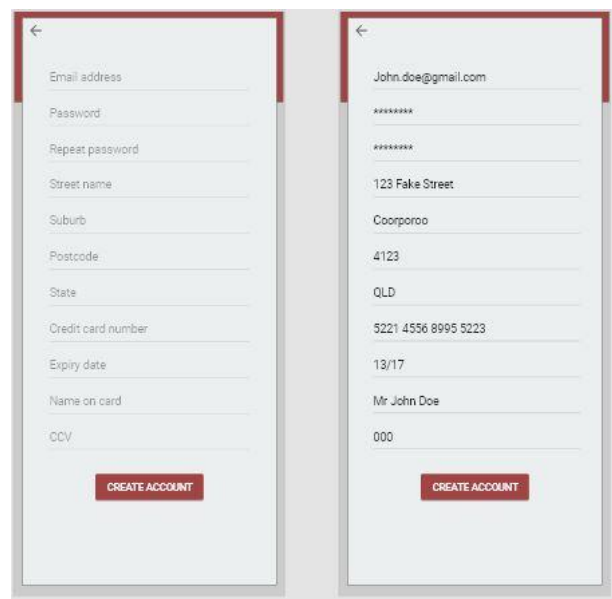 Email address
Password
Repeat password
Street name
Suburb
Postcode
State
Credit card number
Expiry date
Name on card
CCV
CREATE ACCOUNT
John.doe@gmail.com
********
********
123 Fake Street
Coorporoo
4123
QLD
5221 4556 8995 5223
13/17
Mr John Doe
000
CREATE ACCOUNT